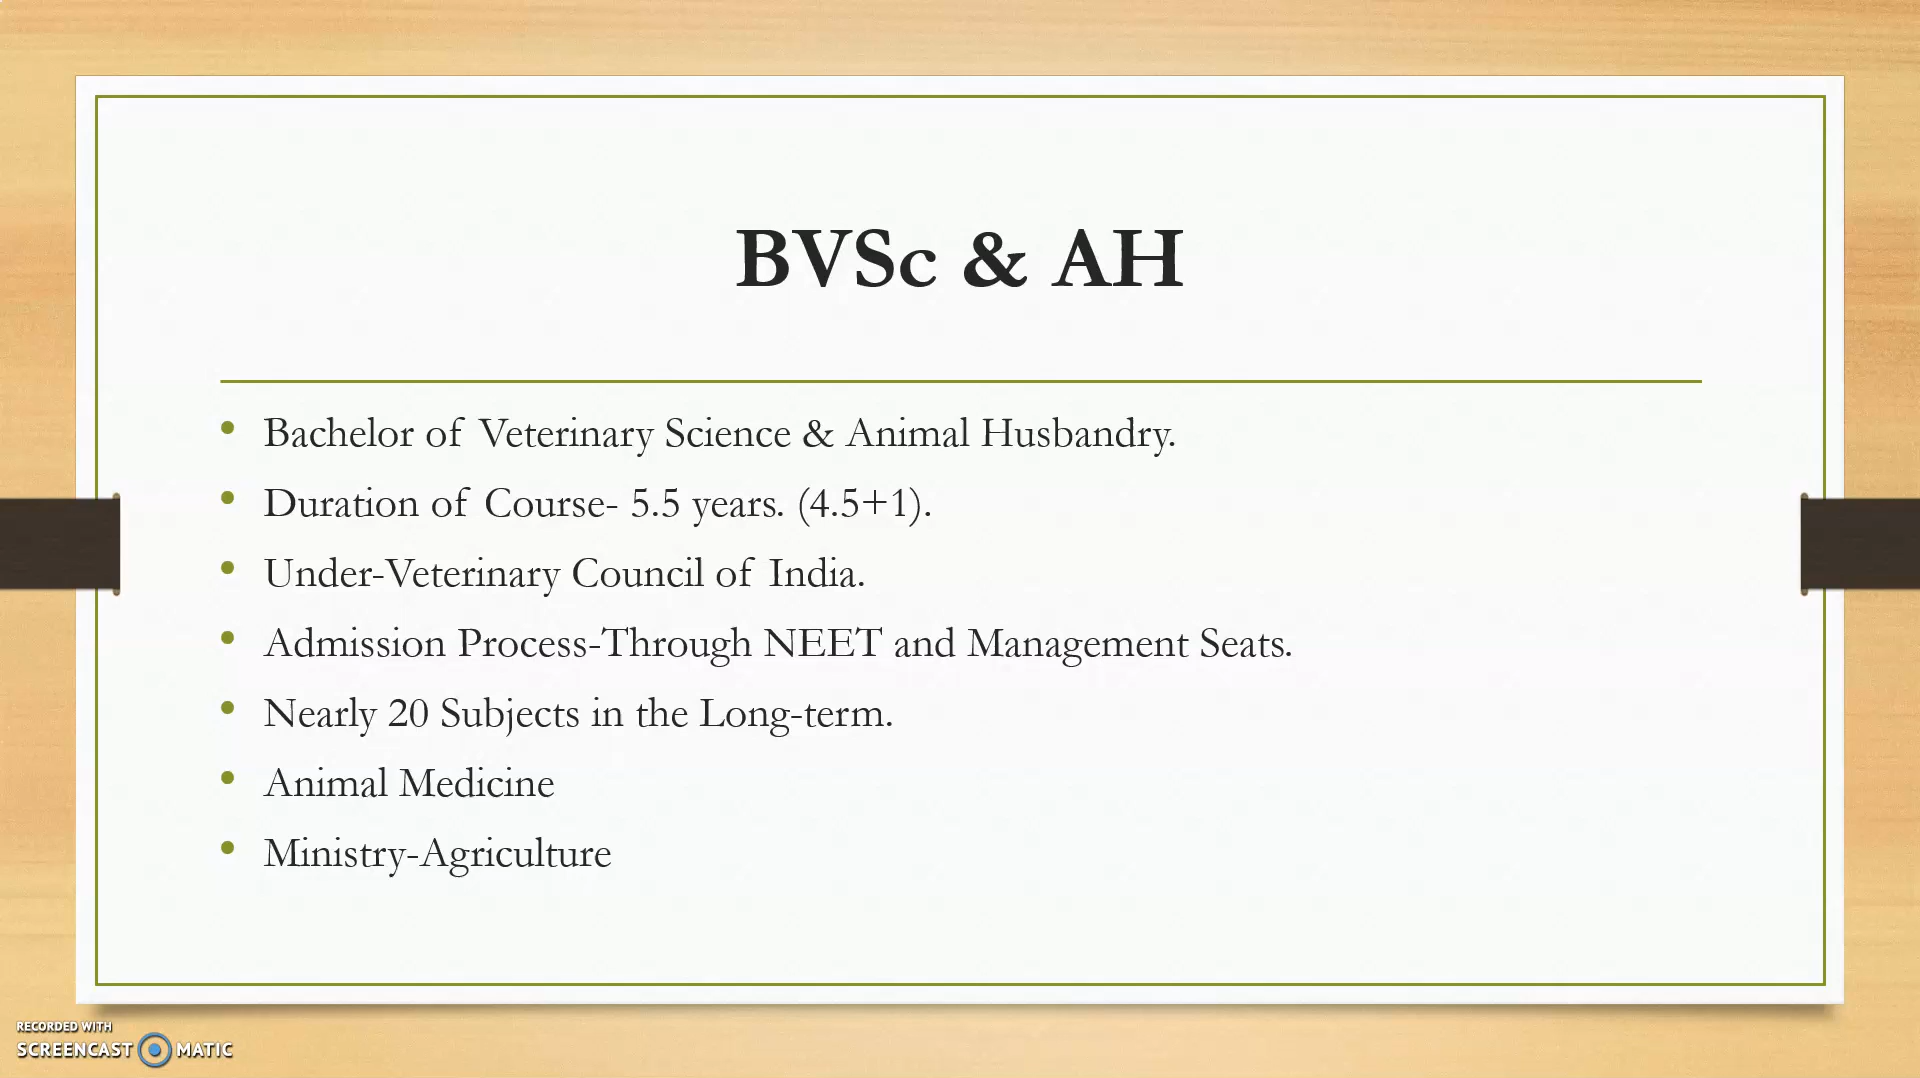 BVSc & AH
Bachelor of Veterinary Science & Animal Husbandry.
Duration of Course- 5.5 years. (4.5+1).
Under-Veterinary Council of India.
Admission Process-Through NEET and Management Seats.
Nearly 20 Subjects in the Long-term.
Animal Medicine
Ministry-Agriculture
RECORDED WITH
SCREENCAST MATIC